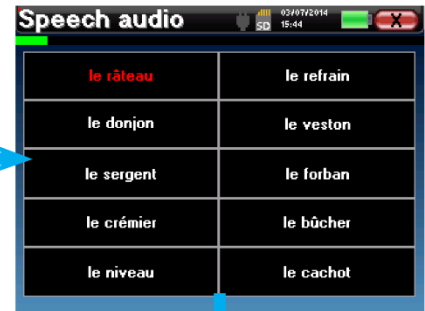 Speech audio
SD
03/07/2014
15:44
X
le râteau le refrain
le donjon le veston
le sergent le forban
le crémier le bûcher
le niveau le cachot